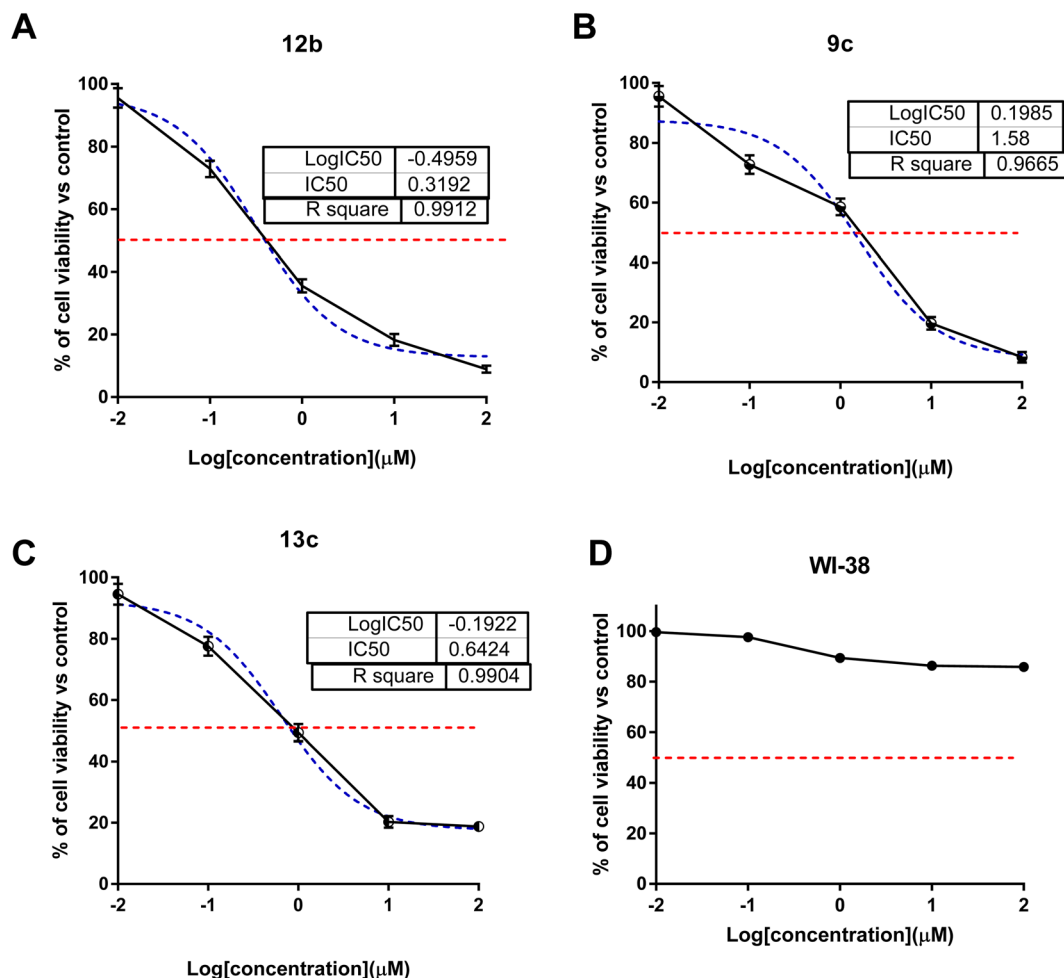 A
12b
% of cell viability vs control
100
80
60
40
20
0
-2
-1
0
1
2
Log[concentration](μM)
LogIC50 -0.4959
IC50 0.3192
R square 0.9912
B
9c
% of cell viability vs control
100
80
60
40
20
0
-2
-1
0
1
2
Log[concentration](μM)
LogIC50 0.1985
IC50 1.58
R square 0.9665
C
13c
% of cell viability vs control
100
80
60
40
20
0
-2
-1
0
1
2
Log[concentration](μM)
LogIC50 -0.1922
IC50 0.6424
R square 0.9904
D
WI-38
% of cell viability vs control
100
80
60
40
20
0
-2
-1
0
1
2
Log[concentration](μM)